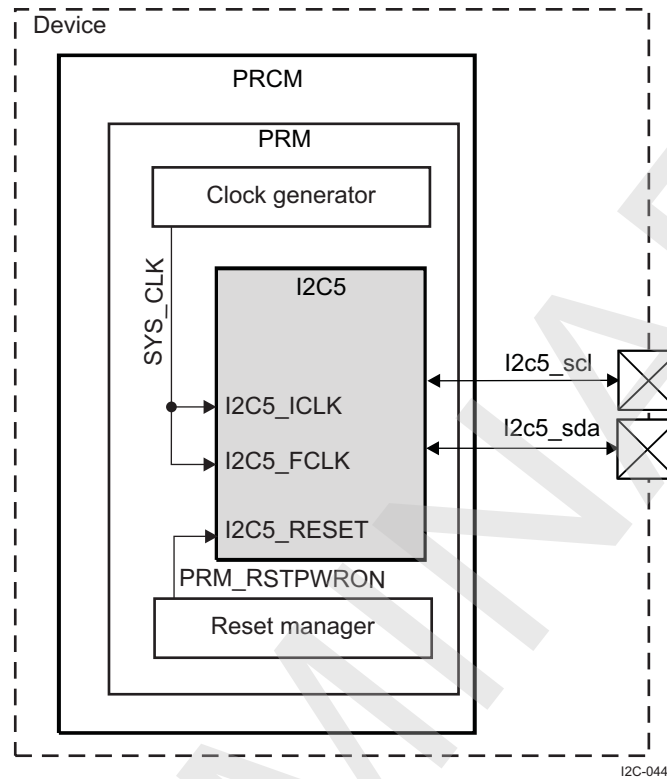 Device
PRCM
PRM
Clock generator
SYS_CLK
I2C5
I2c5_scl
I2C5_ICLK
I2c5_sda
I2C5_FCLK
I2C5_RESET
PRM_RSTPWRON
Reset manager
I2C-044